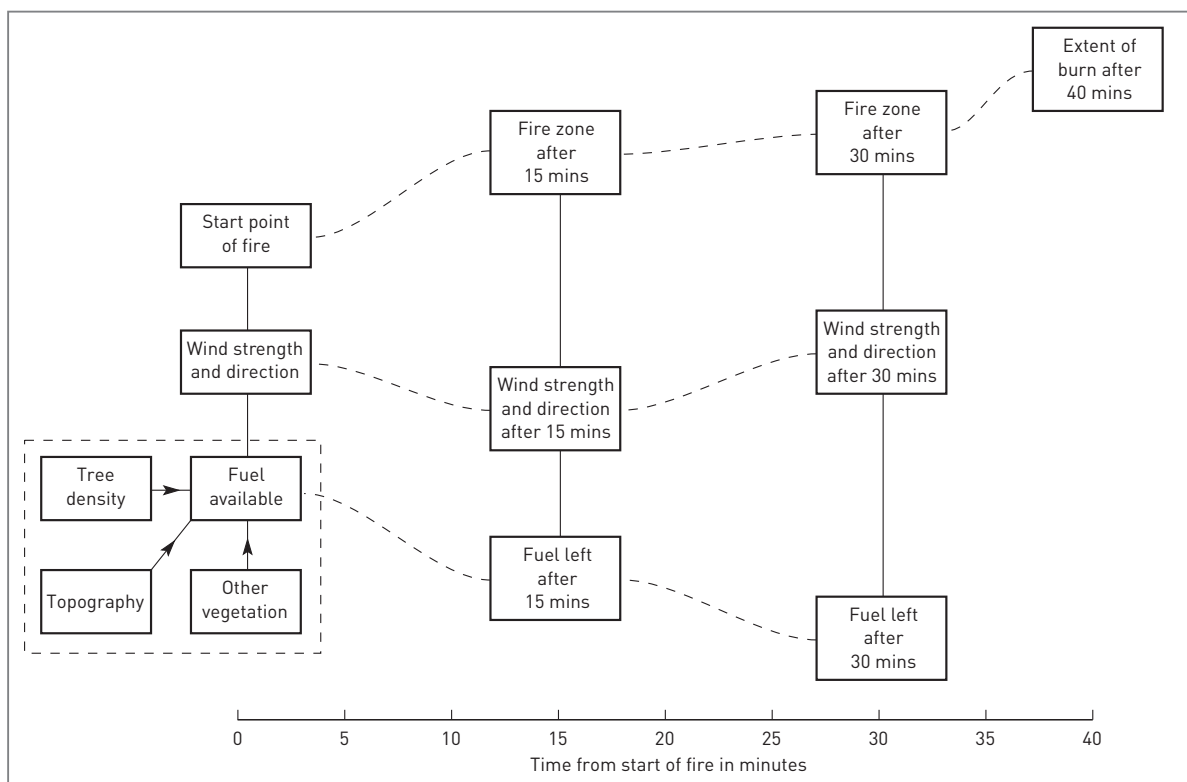 Extent of
burn after
40 mins
Fire zone
after
30 mins
Fire zone
after
15 mins
Start point
of fire
Wind strength
and direction
Wind strength
and direction
after 15 mins
Wind strength
and direction
after 30 mins
Tree
density
Fuel
available
Topography
Other
vegetation
Fuel left
after
15 mins
Fuel left
after
30 mins
0 5 10 15 20 25 30 35 40
Time from start of fire in minutes